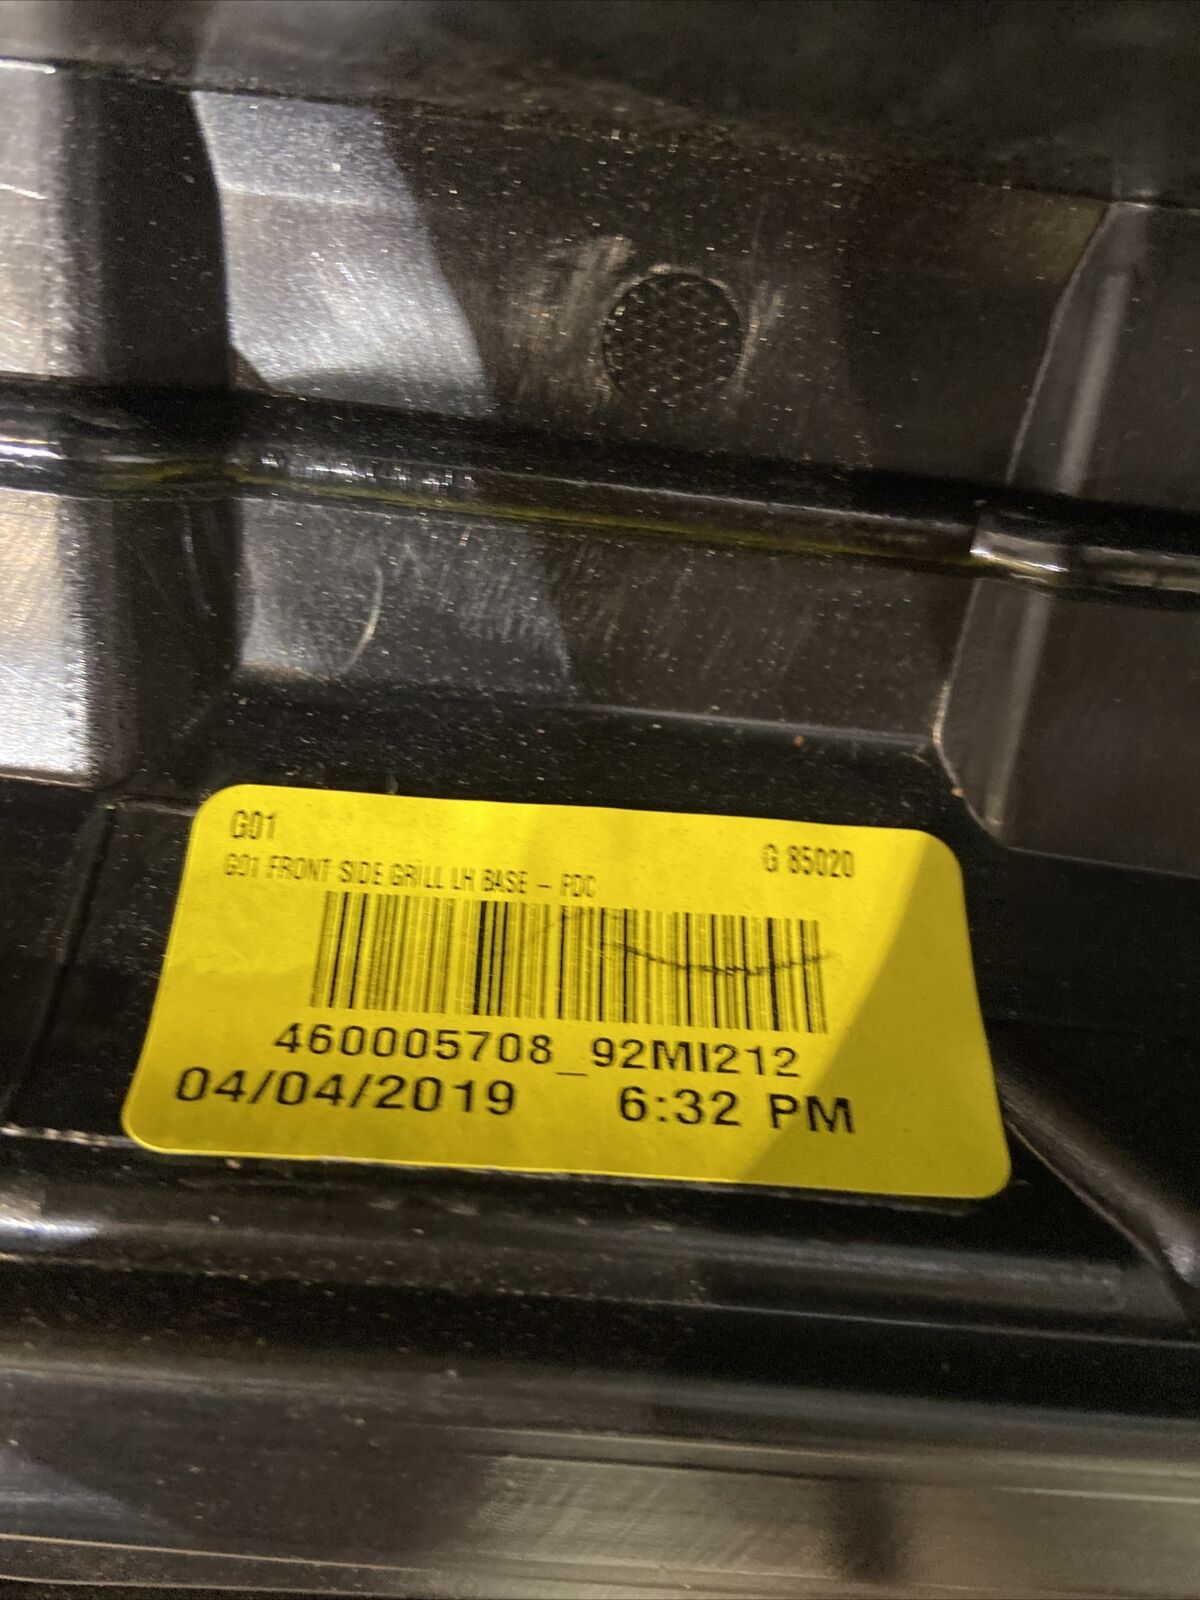 G01
G 85020
G01 FRONT SIDE GRILL LH BASE – PDC
460005708_92MI212
04/04/2019 6:32 PM